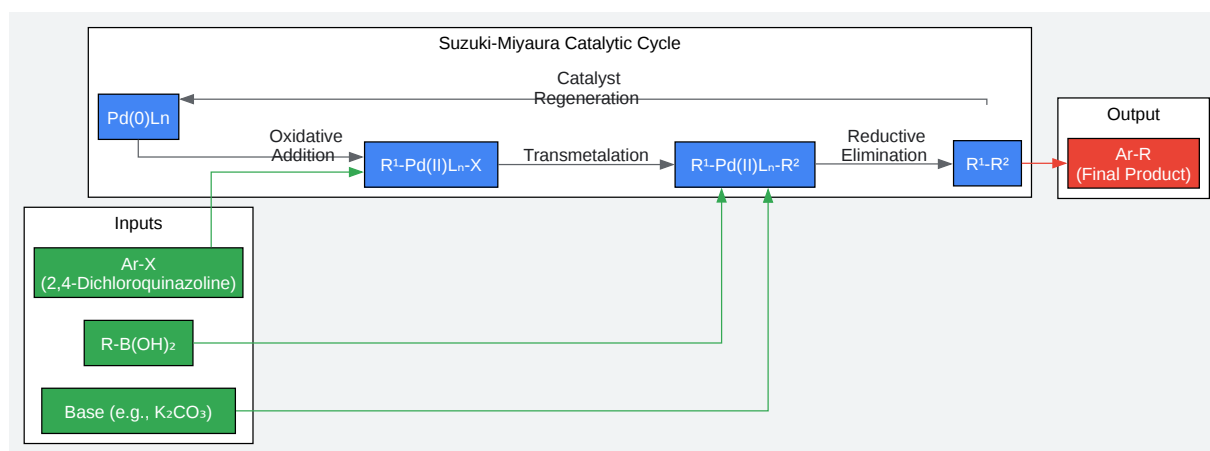 Suzuki-Miyaura Catalytic Cycle
Catalyst
Regeneration
Pd(0)Ln
Oxidative
Addition
R¹-Pd(II)Lₙ-X
Transmetalation
R¹-Pd(II)Lₙ-R²
Reductive
Elimination
R¹-R²
Output
Ar-R
(Final Product)
Inputs
Ar-X
(2,4-Dichloroquinazoline)
R-B(OH)₂
Base (e.g., K₂CO₃)